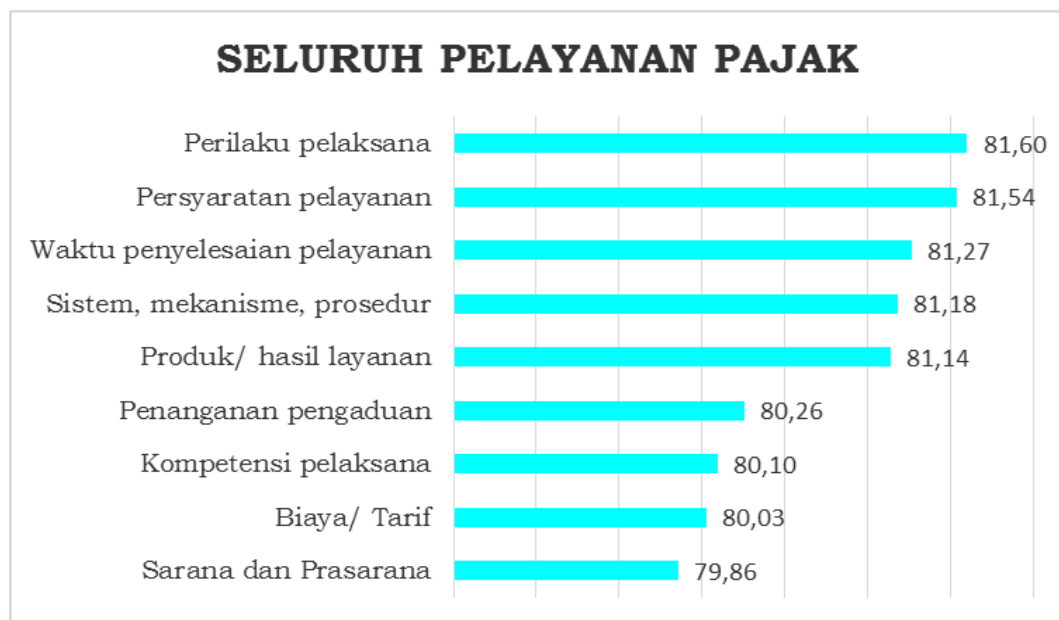 SELURUH PELAYANAN PAJAK
Perilaku pelaksana 81,60
Persyaratan pelayanan 81,54
Waktu penyelesaian pelayanan 81,27
Sistem, mekanisme, prosedur 81,18
Produk/ hasil layanan 81,14
Penanganan pengaduan 80,26
Kompetensi pelaksana 80,10
Biaya/ Tarif 80,03
Sarana dan Prasarana 79,86